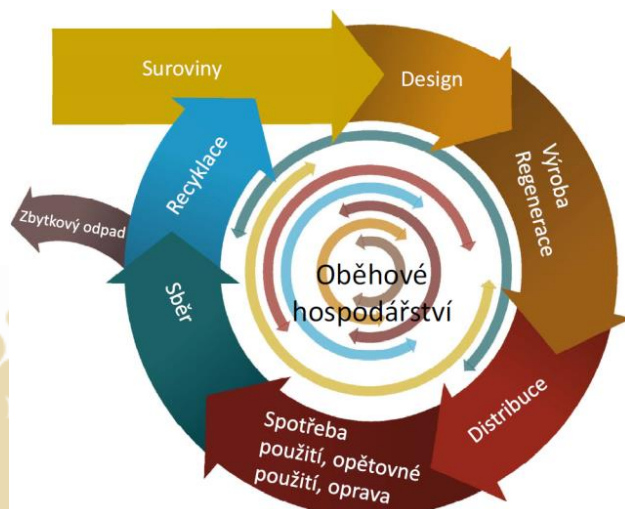 Suroviny
Design
Výroba
Regenerace
Distribuce
Spotřeba
použití, opětovné
použití, oprava
Sběr
Zbytkový odpad
Recyklace
Oběhové
hospodářství